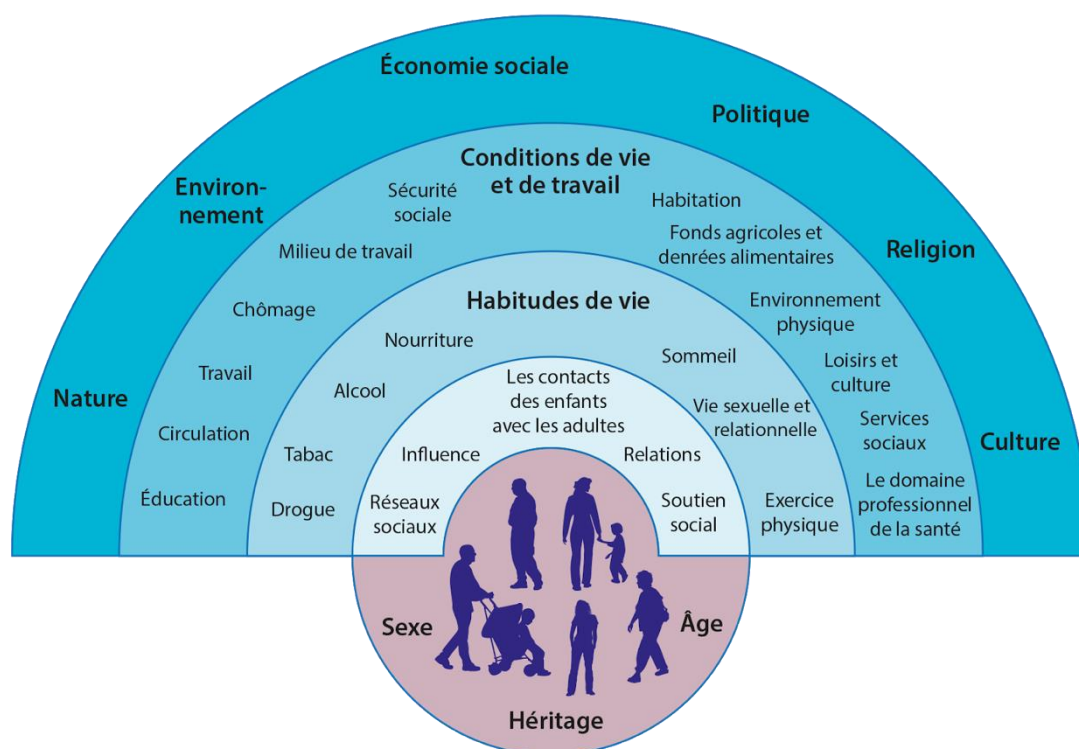 Économie sociale
Politique
Environ-
nement
Religion
Nature
Culture
Conditions de vie
et de travail
Sécurité
sociale
Habitation
Milieu de travail
Fonds agricoles et
denrées alimentaires
Chômage
Environnement
physique
Travail
Loisirs et
culture
Circulation
Services
sociaux
Éducation
Le domaine
professionnel
de la santé
Habitudes de vie
Nourriture
Sommeil
Alcool
Vie sexuelle et
relationnelle
Tabac
Drogue
Exercice
physique
Les contacts
des enfants
avec les adultes
Influence
Relations
Réseaux
sociaux
Soutien
social
Sexe
Âge
Héritage